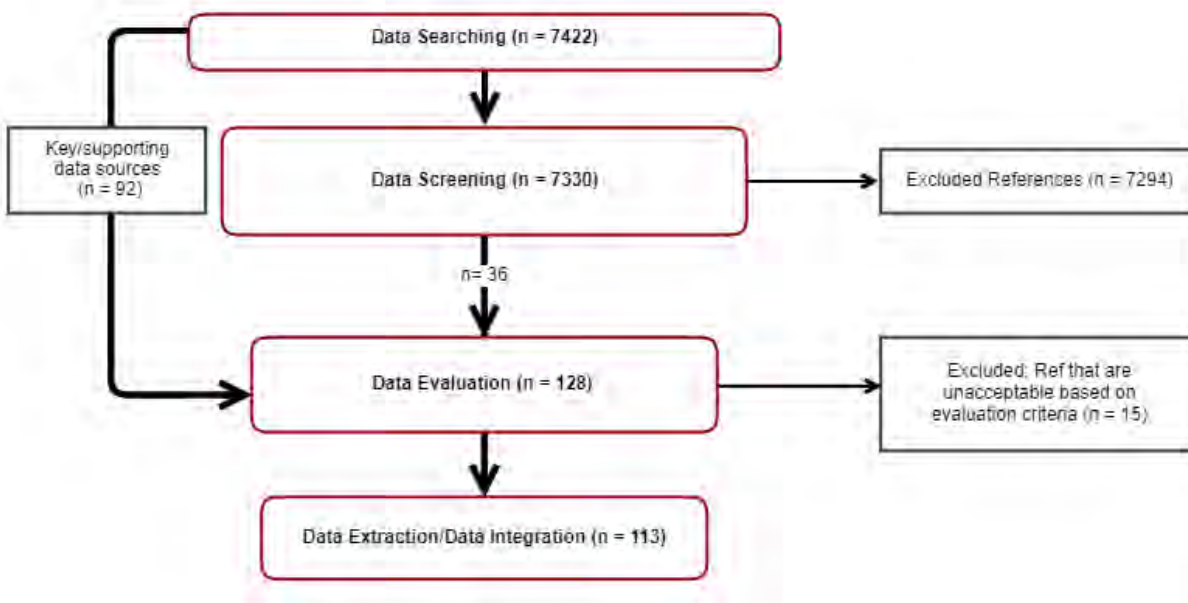 Data Searching (n = 7422)
Key/supporting
data sources
(n = 92)
Data Screening (n = 7330)
Excluded References (n = 7294)
n= 36
Data Evaluation (n = 128)
Excluded; Ref that are
unacceptable based on
evaluation criteria (n = 15)
Data Extraction/Data Integration (n = 113)